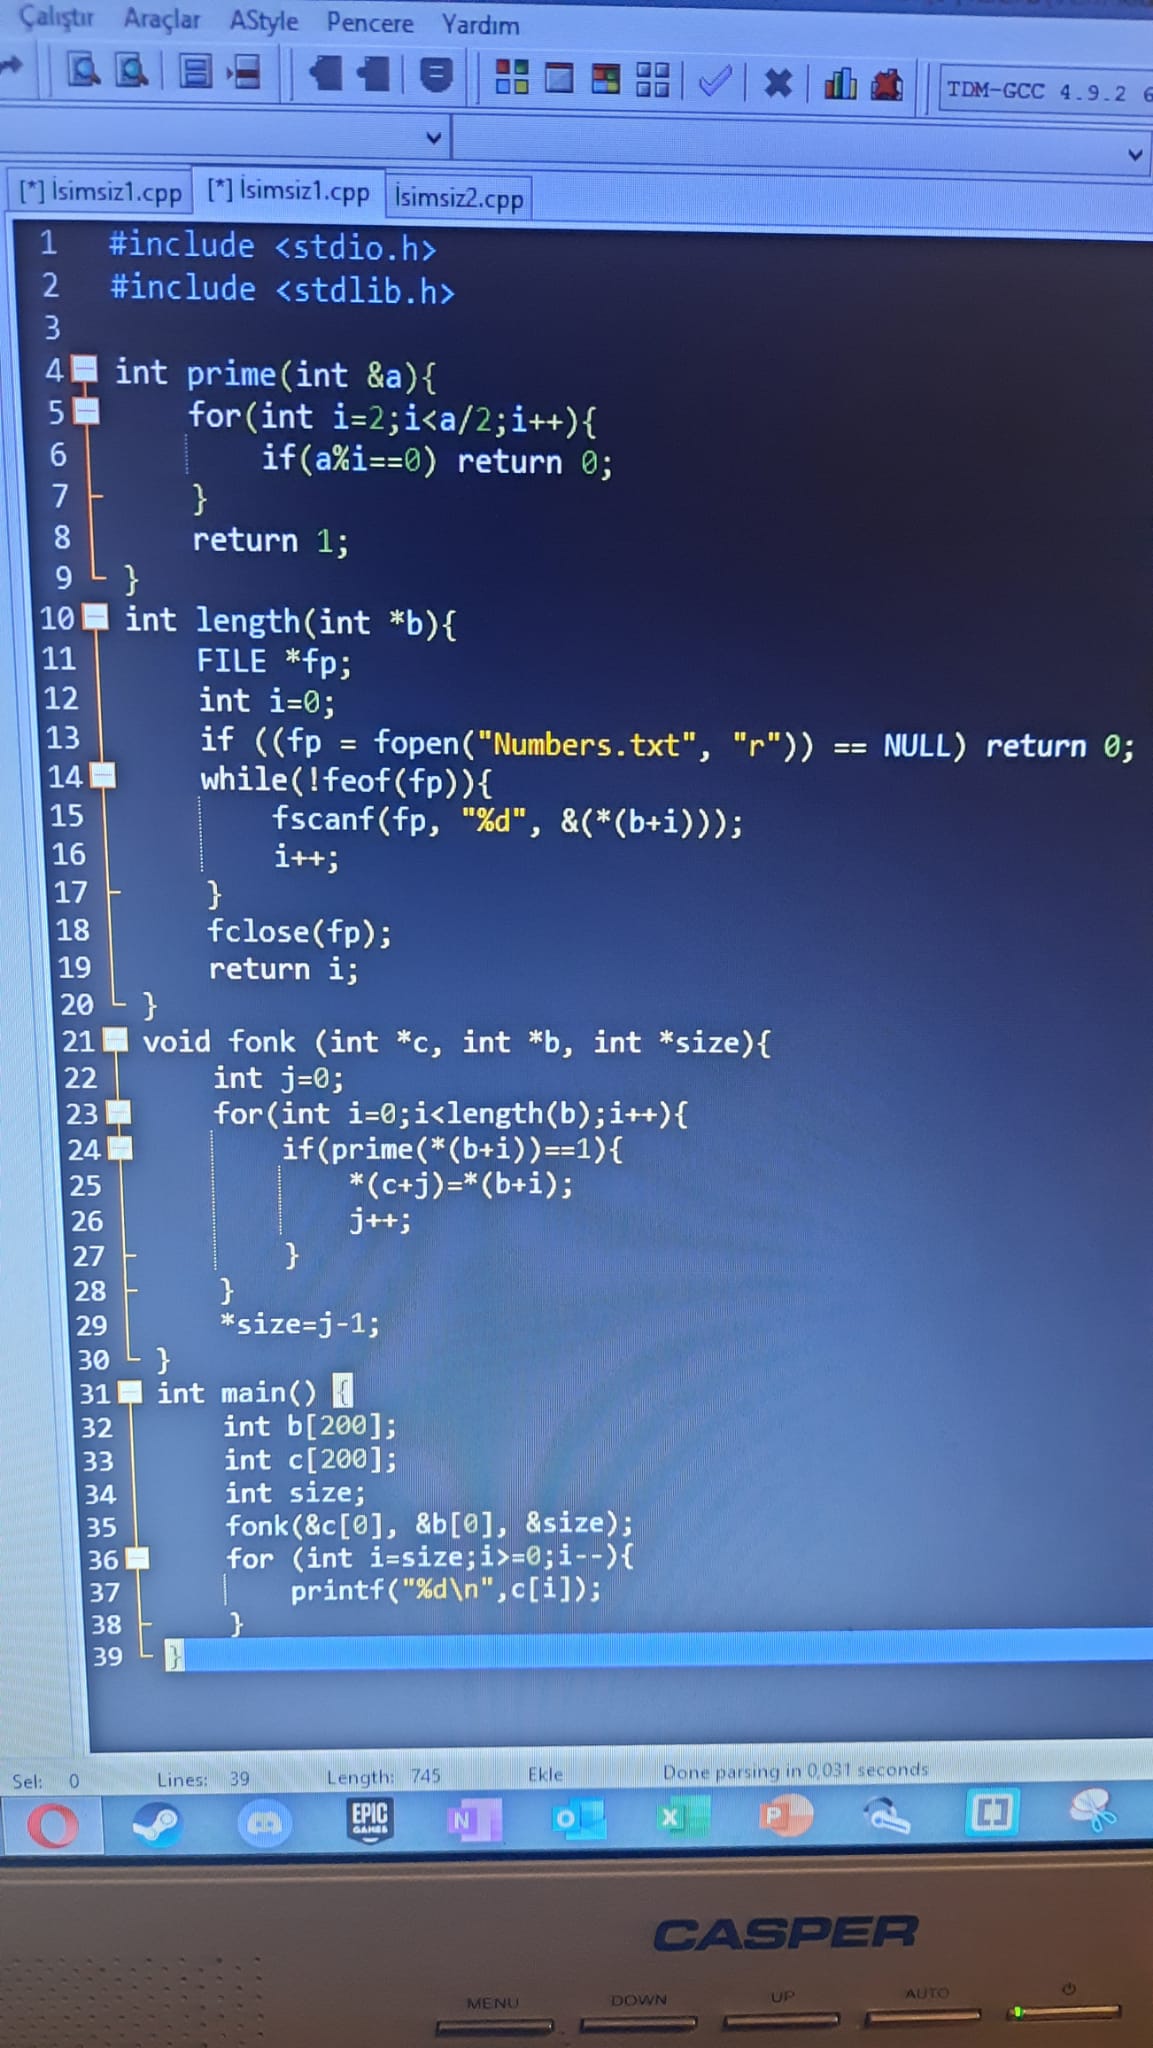 Çalıştır Araçlar AStyle Pencere Yardım
TDM-GCC 4.9.2 6
[*] İsimsiz1.cpp [*] İsimsiz1.cpp İsimsiz2.cpp
1 #include <stdio.h>
2 #include <stdlib.h>
3
4 int prime(int &a){
5 for(int i=2;i<a/2;i++){
6 if(a%i==0) return 0;
7 }
8 return 1;
9 }
10 int length(int *b){
11 FILE *fp;
12 int i=0;
13 if ((fp = fopen("Numbers.txt", "r")) == NULL) return 0;
14 while(!feof(fp)){
15 fscanf(fp, "%d", &(*(b+i)));
16 i++;
17 }
18 fclose(fp);
19 return i;
20 }
21 void fonk (int *c, int *b, int *size){
22 int j=0;
23 for(int i=0;i<length(b);i++){
24 if(prime(*(b+i))==1){
25 *(c+j)=*(b+i);
26 j++;
27 }
28 }
29 *size=j-1;
30 }
31 int main() {
32 int b[200];
33 int c[200];
34 int size;
35 fonk(&c[0], &b[0], &size);
36 for (int i=size;i>=0;i--){
37 printf("%d\n",c[i]);
38 }
39 }
Sel: 0 Lines: 39 Length: 745 Ekle Done parsing in 0,031 seconds
EPIC
GAMES
N
O
X
P
CASPER
MENU DOWN UP AUTO